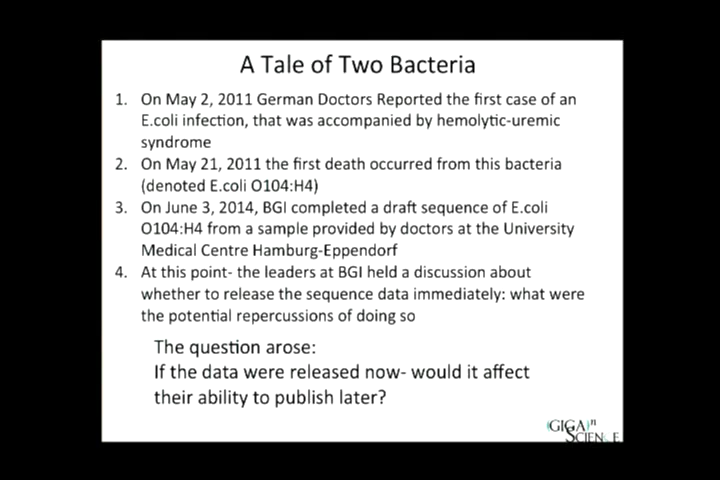 A Tale of Two Bacteria
1. On May 2, 2011 German Doctors Reported the first case of an
E.coli infection, that was accompanied by hemolytic-uremic
syndrome
2. On May 21, 2011 the first death occurred from this bacteria
(denoted E.coli O104:H4)
3. On June 3, 2014, BGI completed a draft sequence of E.coli
O104:H4 from a sample provided by doctors at the University
Medical Centre Hamburg-Eppendorf
4. At this point- the leaders at BGI held a discussion about
whether to release the sequence data immediately: what were
the potential repercussions of doing so
The question arose:
If the data were released now- would it affect
their ability to publish later?
GIGAⁿ
SCIENCE